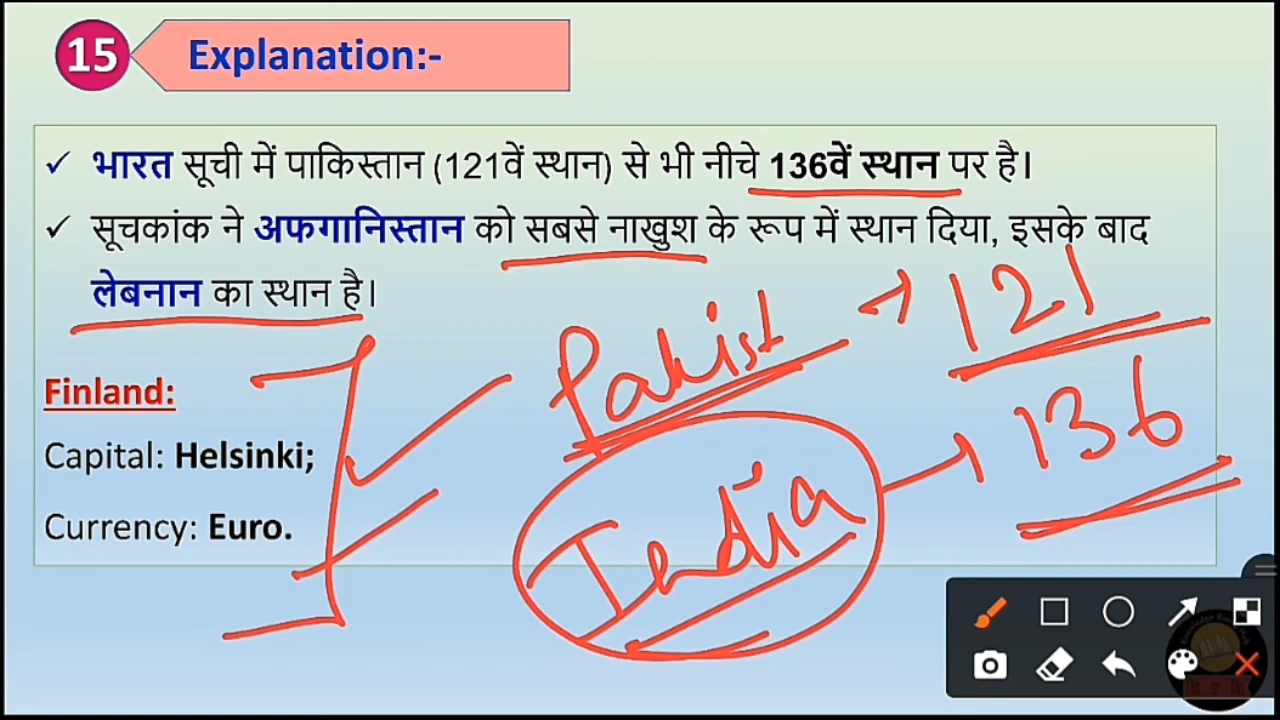 15 Explanation:-
✓ भारत सूची में पाकिस्तान (121वें स्थान) से भी नीचे 136वें स्थान पर है।
✓ सूचकांक ने अफगानिस्तान को सबसे नाखुश के रूप में स्थान दिया, इसके बाद
लेबनान का स्थान है।
Pakist → 121
Finland:
Capital: Helsinki;
India → 136
Currency: Euro.